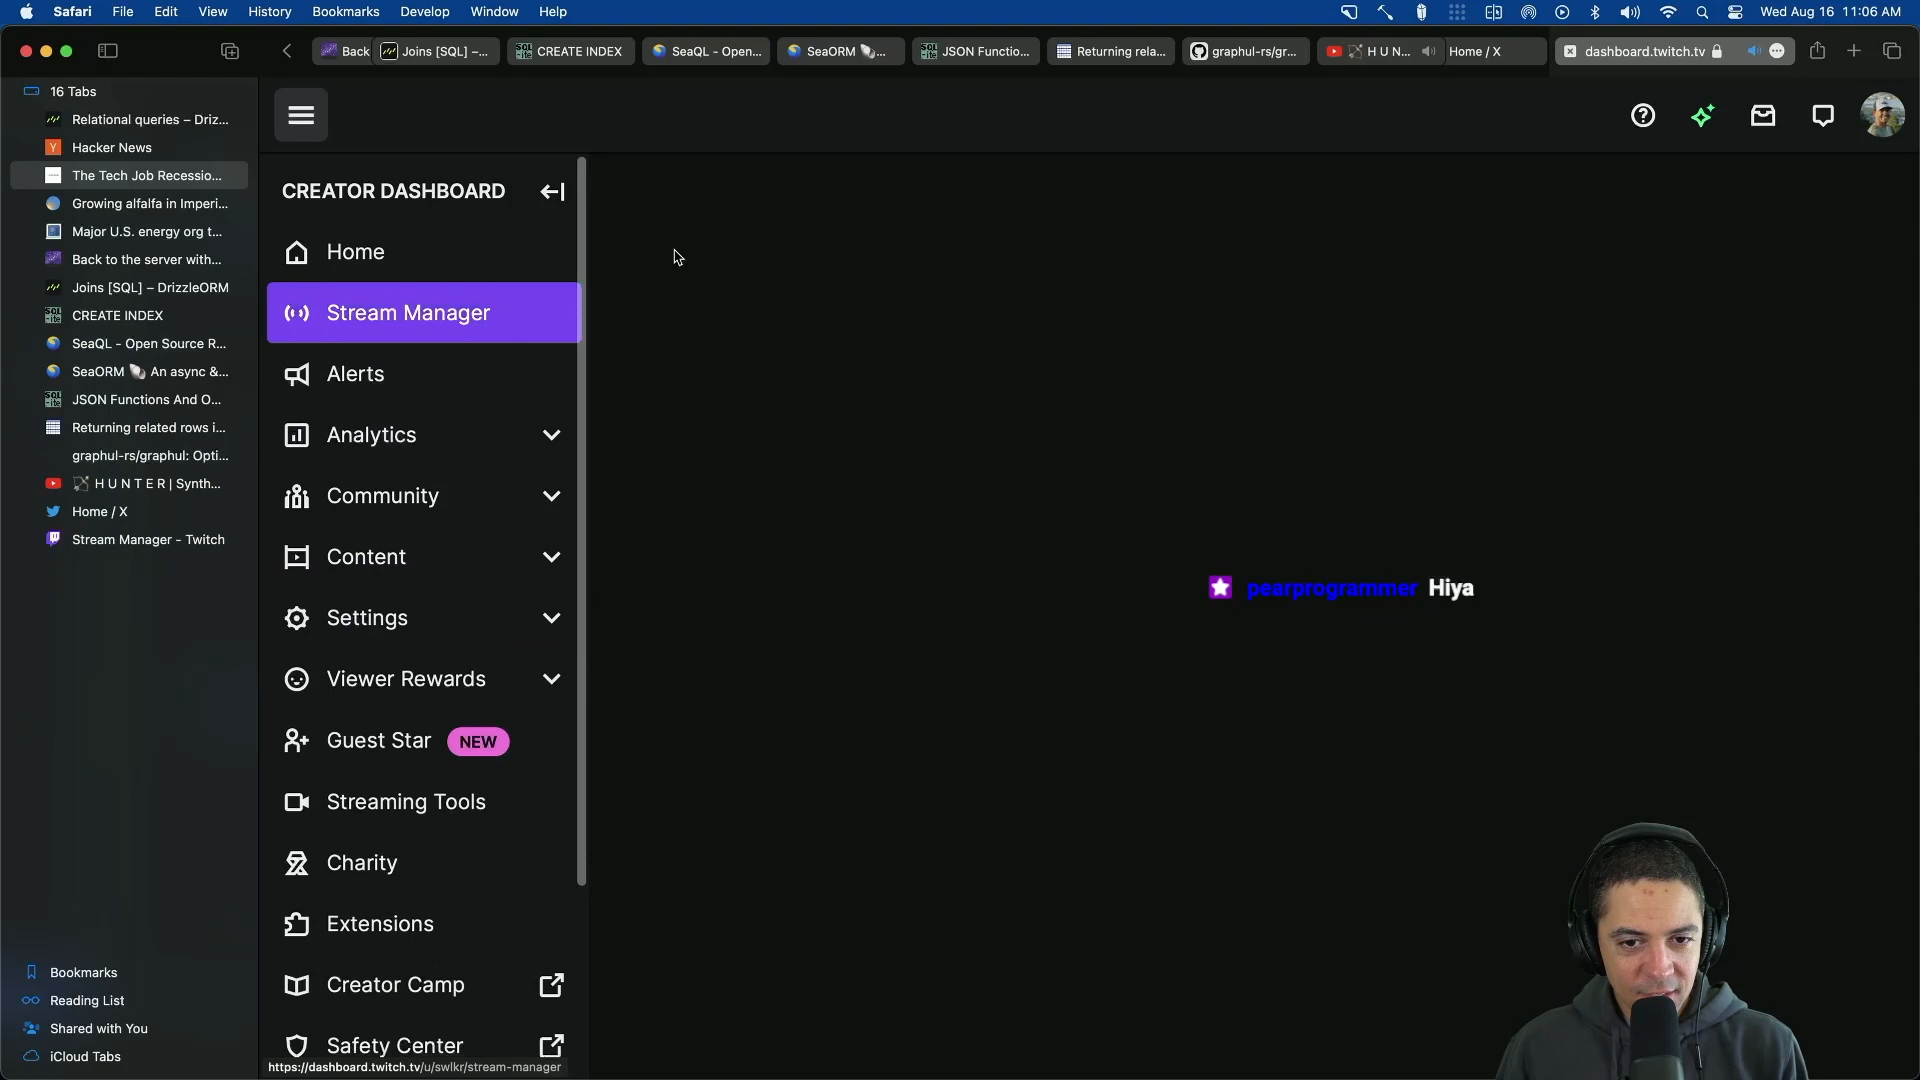 Safari File Edit View History Bookmarks Develop Window Help Wed Aug 16 11:06 AM
Back Joins [SQL] –... CREATE INDEX SeaQL - Open... SeaORM ... JSON Functio... Returning rela... graphul-rs/gr... H U N... Home / X dashboard.twitch.tv
16 Tabs
Relational queries – Driz...
Hacker News
The Tech Job Recessio...
Growing alfalfa in Imperi...
Major U.S. energy org t...
Back to the server with...
Joins [SQL] – DrizzleORM
CREATE INDEX
SeaQL - Open Source R...
SeaORM 🐚 An async &...
JSON Functions And O...
Returning related rows i...
graphul-rs/graphul: Opti...
H U N T E R | Synth...
Home / X
Stream Manager - Twitch
Bookmarks
Reading List
Shared with You
iCloud Tabs
CREATOR DASHBOARD
Home
Stream Manager
Alerts
Analytics
Community
Content
Settings
Viewer Rewards
Guest Star NEW
Streaming Tools
Charity
Extensions
Creator Camp
Safety Center
https://dashboard.twitch.tv/u/swlkr/stream-manager
pearprogrammer Hiya